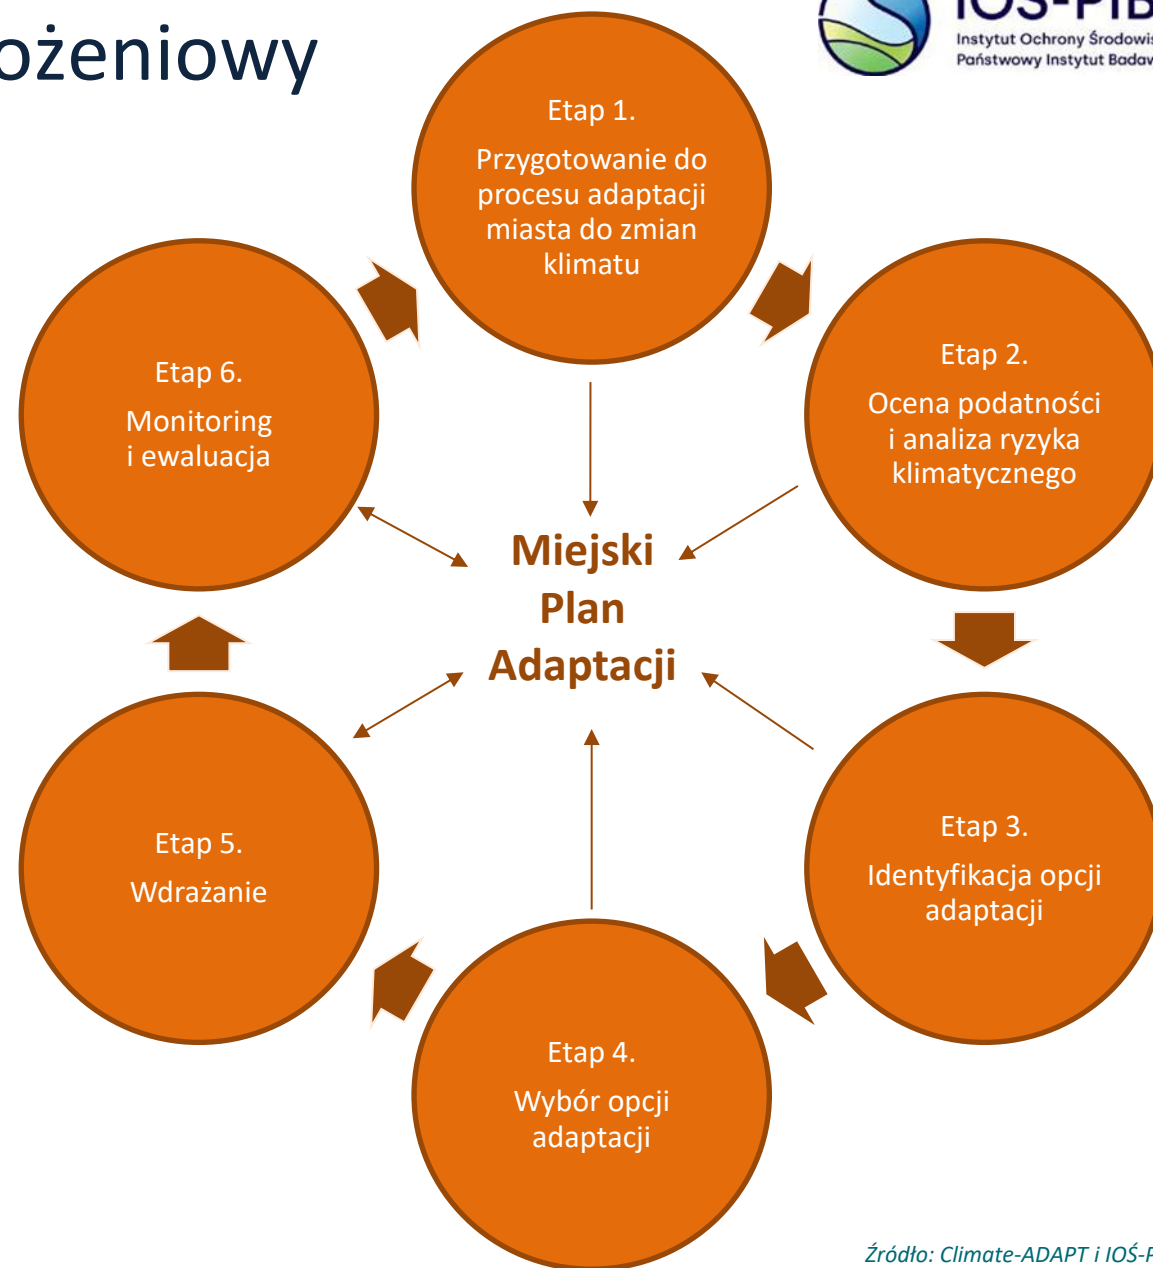 ożeniowy
IOŚ-PIB
Instytut Ochrony Środowis
Państwowy Instytut Badaw
Etap 1.
Przygotowanie do
procesu adaptacji
miasta do zmian
klimatu
Etap 2.
Ocena podatności
i analiza ryzyka
klimatycznego
Etap 3.
Identyfikacja opcji
adaptacji
Etap 4.
Wybór opcji
adaptacji
Etap 5.
Wdrażanie
Etap 6.
Monitoring
i ewaluacja
Miejski
Plan
Adaptacji
Źródło: Climate-ADAPT i IOŚ-P